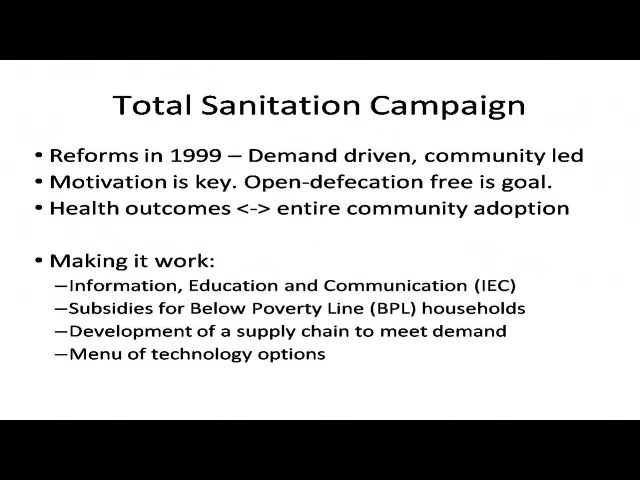 Total Sanitation Campaign
• Reforms in 1999 – Demand driven, community led
• Motivation is key. Open-defecation free is goal.
• Health outcomes <-> entire community adoption
• Making it work:
–Information, Education and Communication (IEC)
–Subsidies for Below Poverty Line (BPL) households
–Development of a supply chain to meet demand
–Menu of technology options